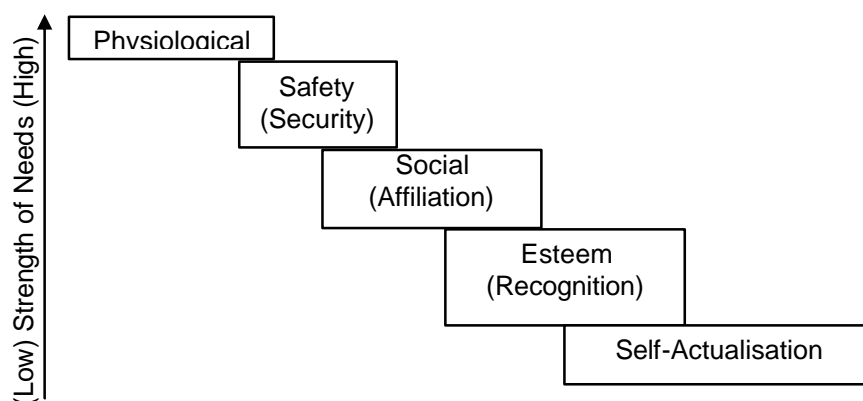 Physiological
Safety
(Security)
Social
(Affiliation)
Esteem
(Recognition)
Self-Actualisation
(Low) Strength of Needs (High)